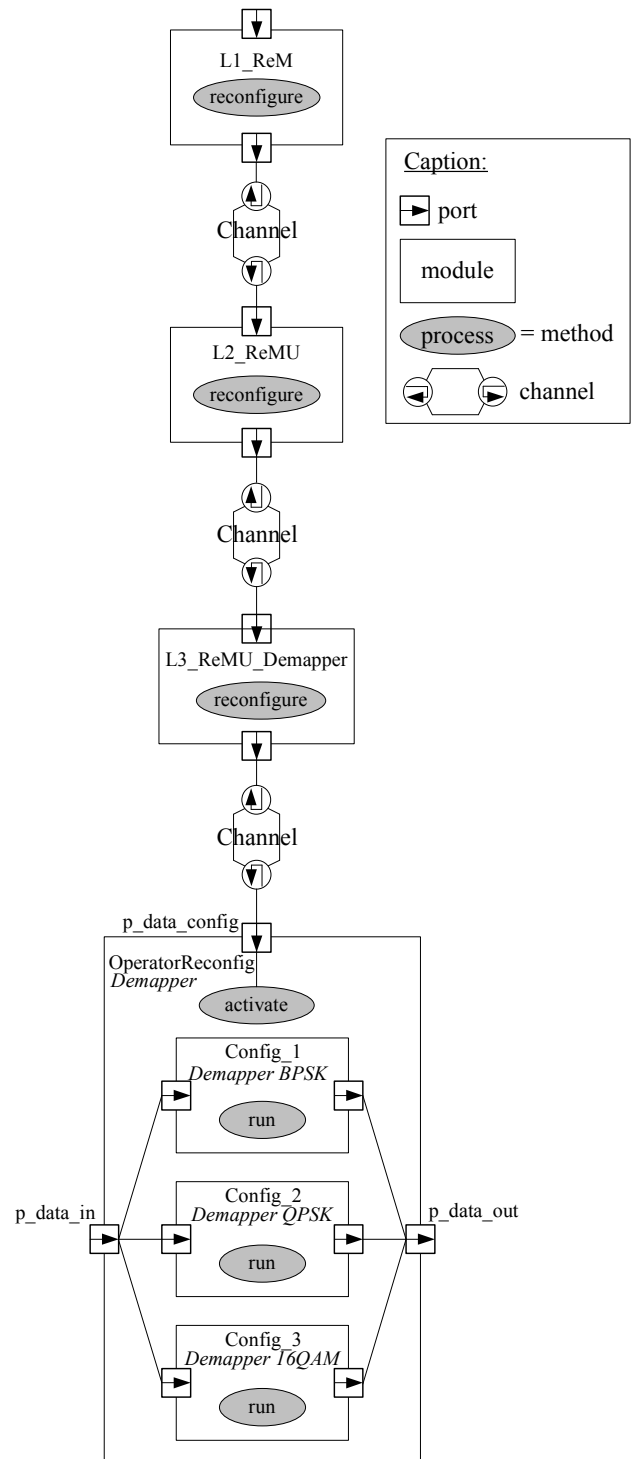 L1_ReM
reconfigure
Caption:
port
Channel
module
L2_ReMU
process = method
reconfigure
channel
Channel
L3_ReMU_Demapper
reconfigure
Channel
p_data_config
OperatorReconfig
Demapper
activate
Config_1
Demapper BPSK
run
Config_2
p_data_in
p_data_out
Demapper QPSK
run
Config_3
Demapper 16QAM
run